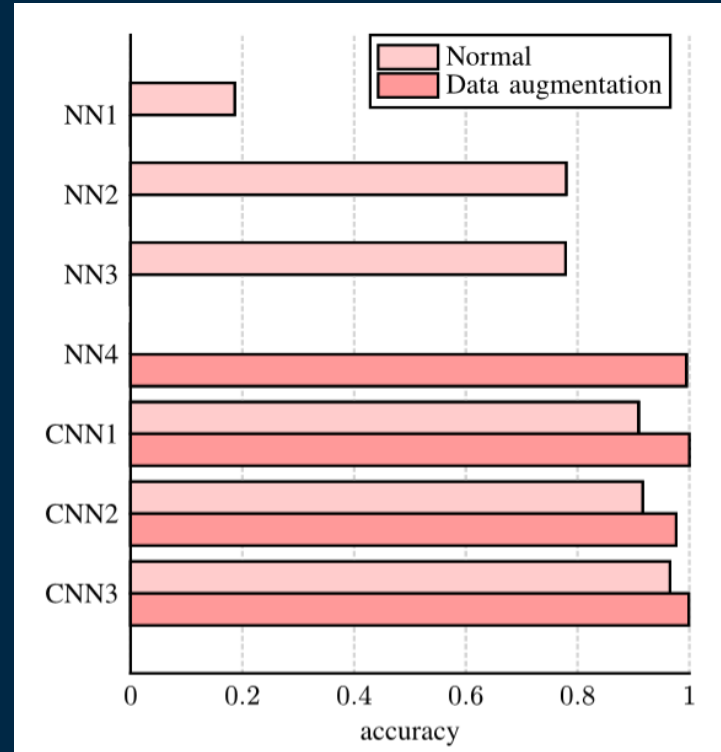 Normal
Data augmentation
NN1
NN2
NN3
NN4
CNN1
CNN2
CNN3
0 0.2 0.4 0.6 0.8 1
accuracy